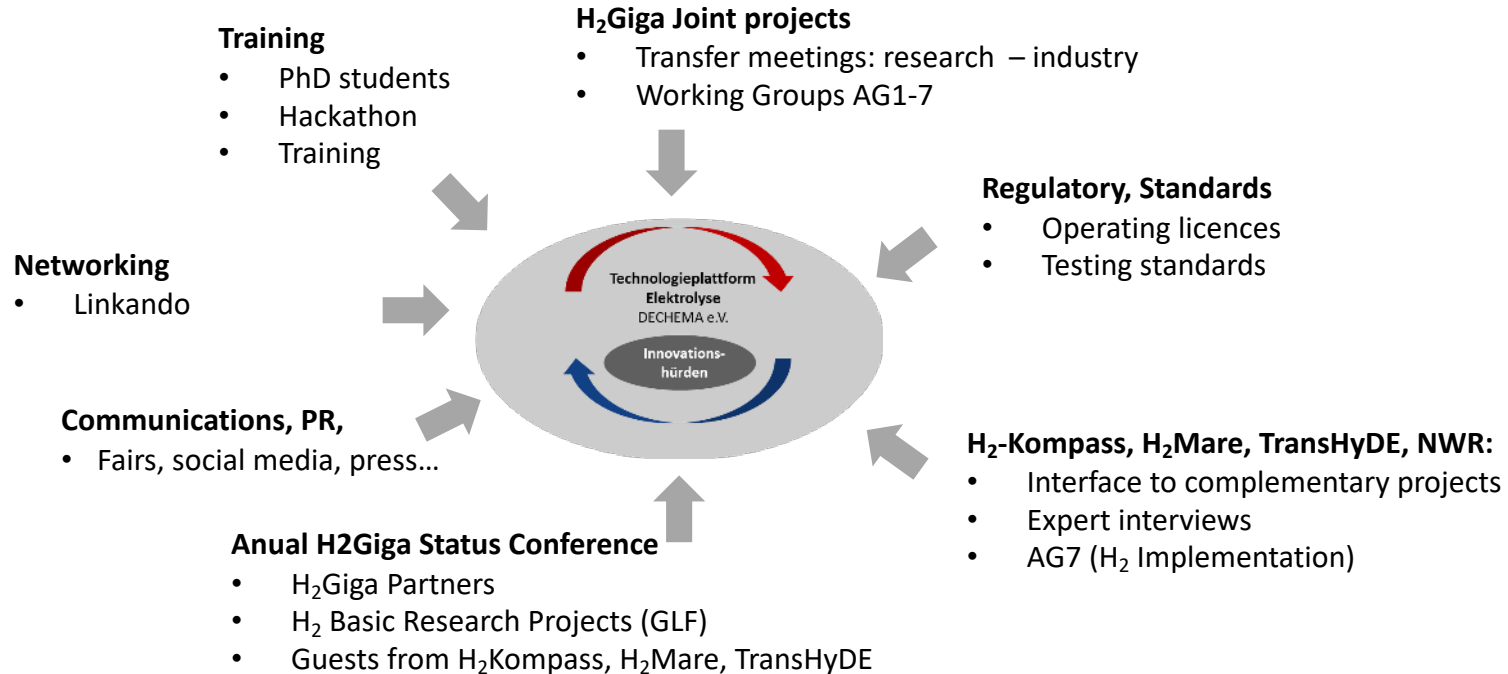 Training
• PhD students
• Hackathon
• Training
H₂Giga Joint projects
• Transfer meetings: research – industry
• Working Groups AG1-7
Regulatory, Standards
• Operating licences
• Testing standards
Networking
• Linkando
Technologieplattform
Elektrolyse
DECHEMA e.V.
Innovations-
hürden
Communications, PR,
• Fairs, social media, press...
H₂-Kompass, H₂Mare, TransHyDE, NWR:
• Interface to complementary projects
• Expert interviews
• AG7 (H₂ Implementation)
Anual H2Giga Status Conference
• H₂Giga Partners
• H₂ Basic Research Projects (GLF)
• Guests from H₂Kompass, H₂Mare, TransHyDE